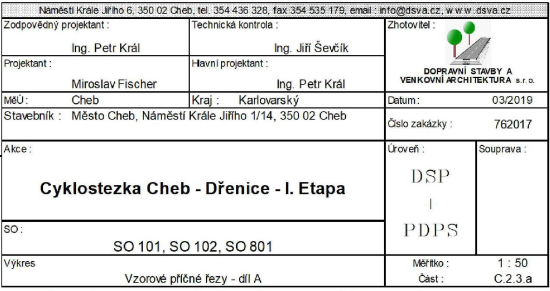 Náměstí Krále Jiřího 6, 350 02 Cheb, tel. 354 436 328, fax 354 535 179, email : info@dsva.cz, www.dsva.cz
Zodpovědný projektant : Technická kontrola : Zhotovitel :
Ing. Petr Král Ing. Jiří Ševčík
Projektant : Hlavní projektant :
DOPRAVNÍ STAVBY A
VENKOVNÍ ARCHITEKTURA s.r.o.
Miroslav Fischer Ing. Petr Král
MěÚ : Cheb Kraj : Karlovarský Datum : 03/2019
Stavebník : Město Cheb, Náměstí Krále Jiřího 1/14, 350 02 Cheb
Číslo zakázky : 762017
Akce : Úroveň : Souprava :
Cyklostezka Cheb - Dřenice - I. Etapa
DSP
+
PDPS
SO :
SO 101, SO 102, SO 801
Výkres Měřítko : 1 : 50
Vzorové příčné řezy - díl A Část : C.2.3.a